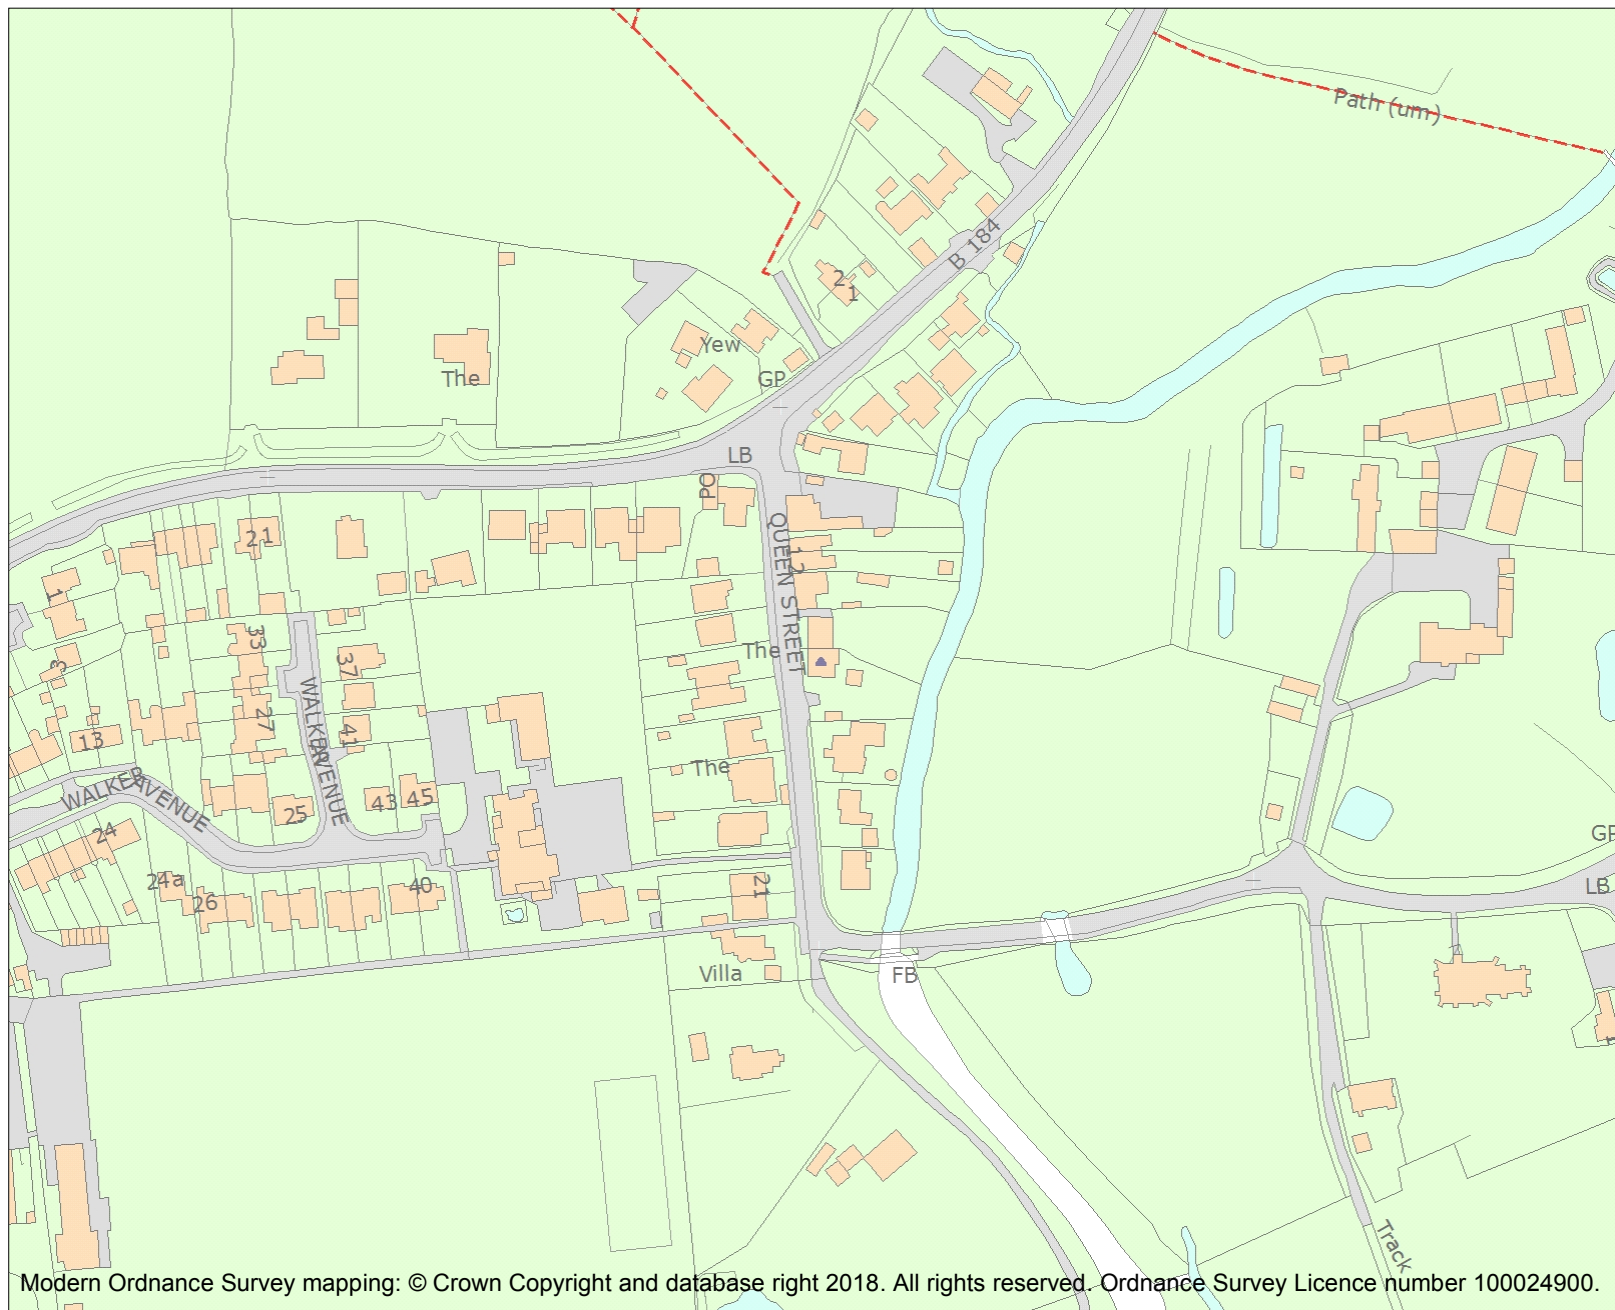 Path (um)
B 184
2
1
Yew
The
GP
LB
PO
QUEEN STREET
21
1 2
1
33
3
37
The
WALKER AVENUE
27
41
13
The
WALKER AVENUE
25
43
45
24
GP
24a
26
40
21
LB
Villa
FB
Track
Modern Ordnance Survey mapping: © Crown Copyright and database right 2018. All rights reserved. Ordnance Survey Licence number 100024900.